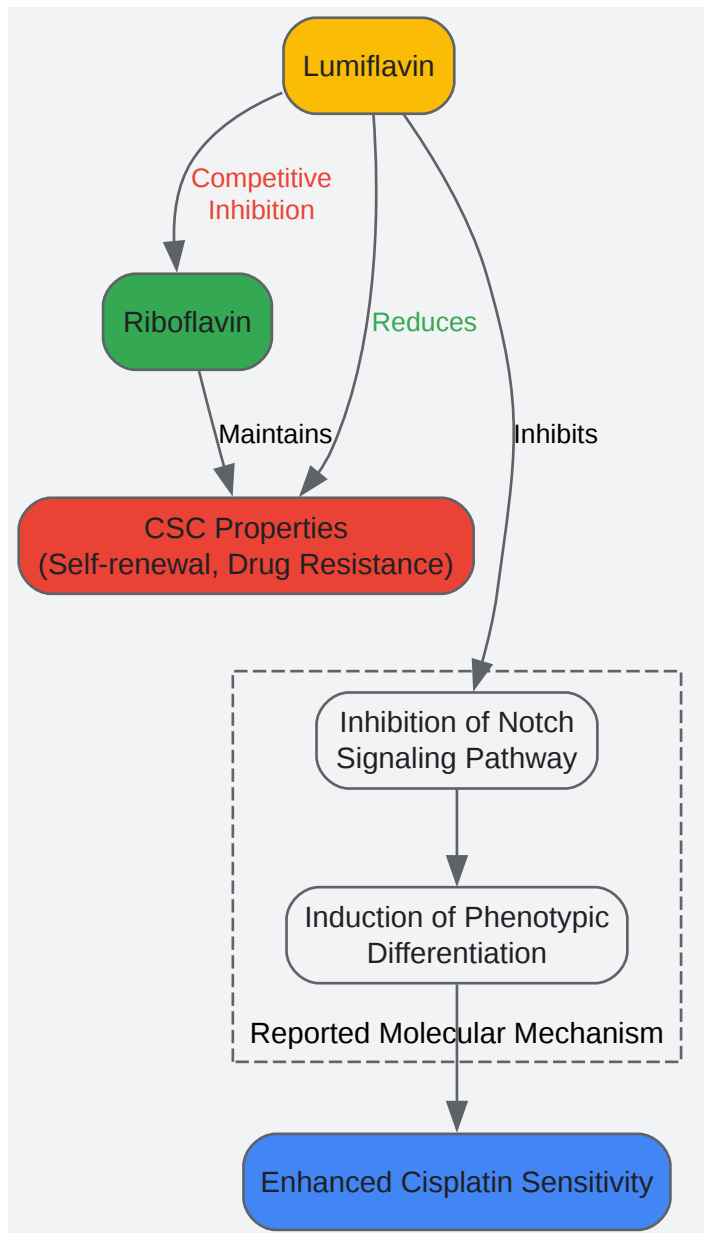 Lumiflavin
Competitive
Inhibition
Riboflavin
Reduces
Maintains
Inhibits
CSC Properties
(Self-renewal, Drug Resistance)
Inhibition of Notch
Signaling Pathway
Induction of Phenotypic
Differentiation
Reported Molecular Mechanism
Enhanced Cisplatin Sensitivity